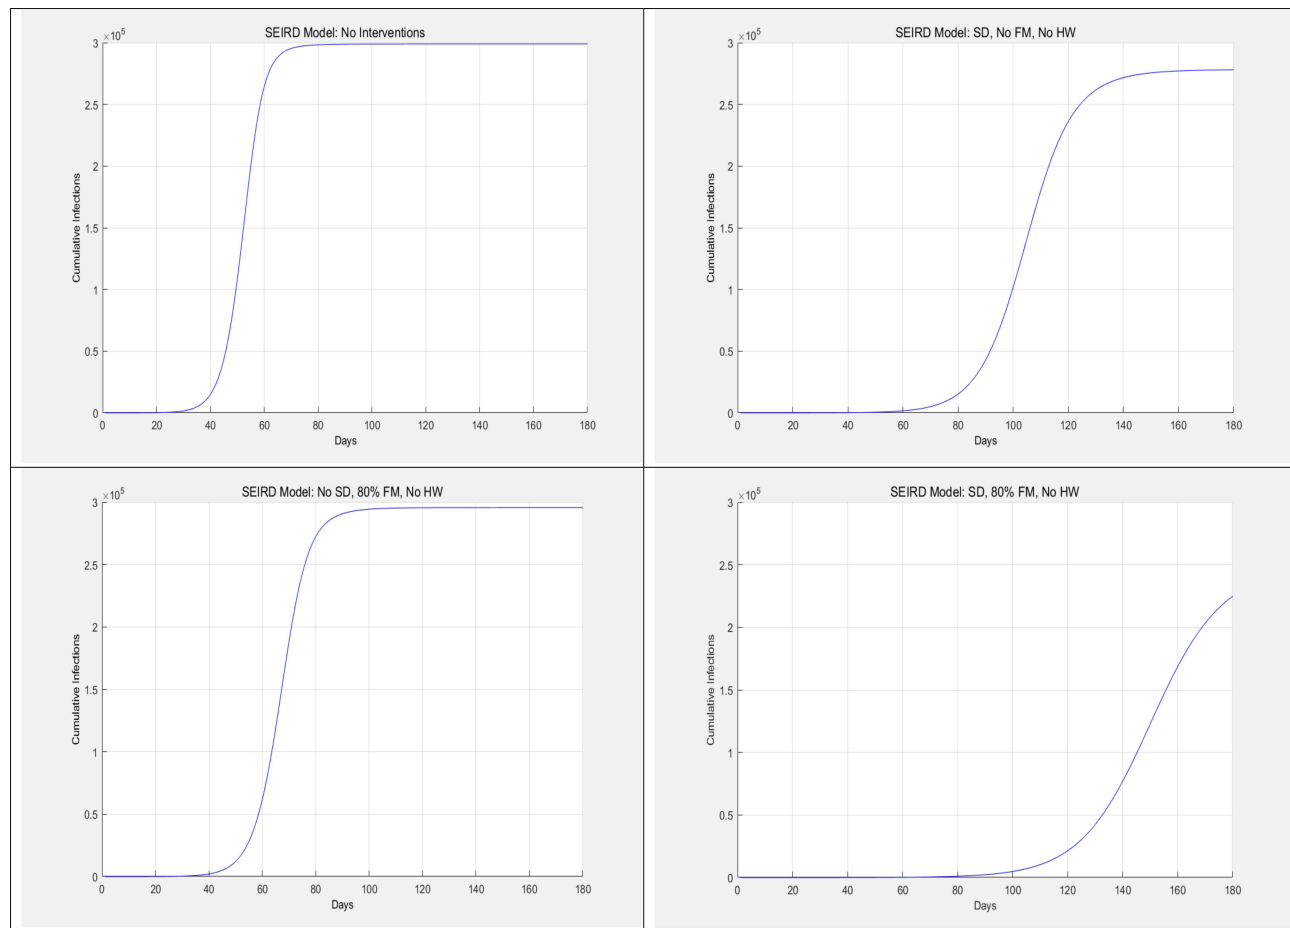 SEIRD Model: No Interventions
×10^5
3
2.5
2
1.5
1
0.5
0
Cumulative Infections
0 20 40 60 80 100 120 140 160 180
Days
SEIRD Model: SD, No FM, No HW
×10^5
3
2.5
2
1.5
1
0.5
0
Cumulative Infections
0 20 40 60 80 100 120 140 160 180
Days
SEIRD Model: No SD, 80% FM, No HW
×10^5
3
2.5
2
1.5
1
0.5
0
Cumulative Infections
0 20 40 60 80 100 120 140 160 180
Days
SEIRD Model: SD, 80% FM, No HW
×10^5
3
2.5
2
1.5
1
0.5
0
Cumulative Infections
0 20 40 60 80 100 120 140 160 180
Days